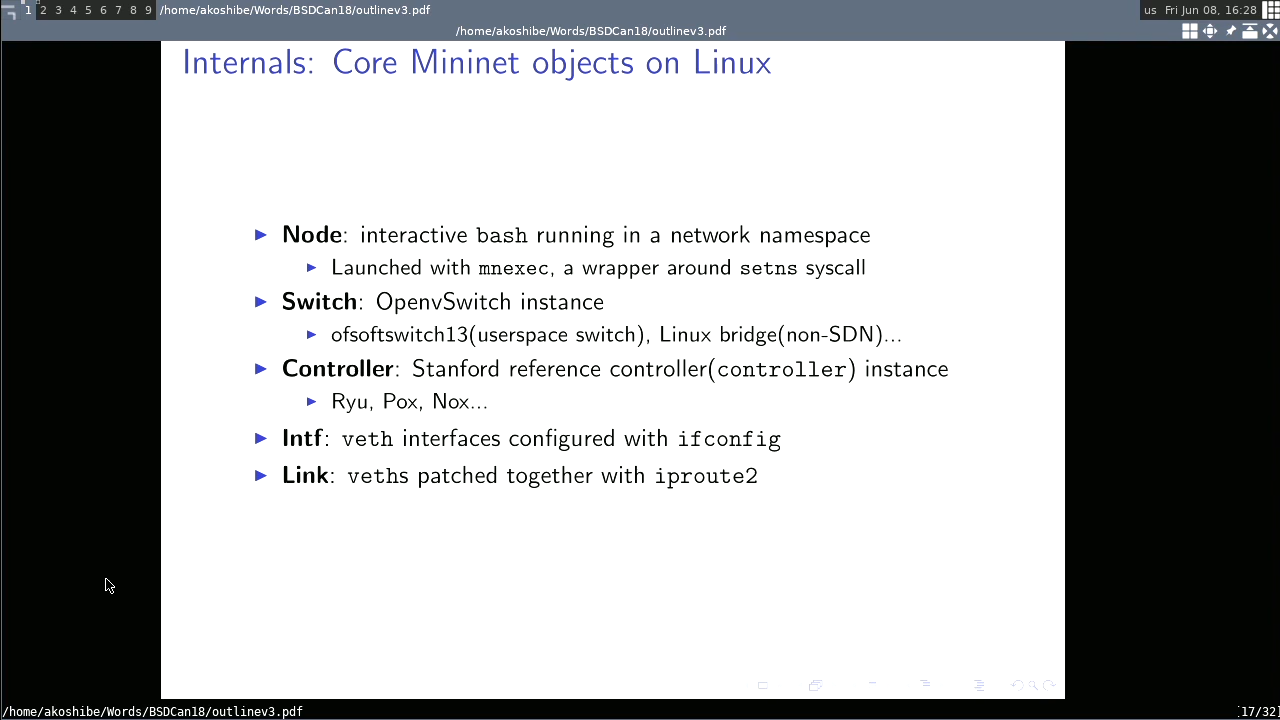 1 2 3 4 5 6 7 8 9 /home/akoshibe/Words/BSDCan18/outlinev3.pdf us Fri Jun 08, 16:28
/home/akoshibe/Words/BSDCan18/outlinev3.pdf
Internals: Core Mininet objects on Linux
Node: interactive bash running in a network namespace
Launched with mnexec, a wrapper around setns syscall
Switch: OpenvSwitch instance
ofsoftswitch13(userspace switch), Linux bridge(non-SDN)...
Controller: Stanford reference controller(controller) instance
Ryu, Pox, Nox...
Intf: veth interfaces configured with ifconfig
Link: veths patched together with iproute2
/home/akoshibe/Words/BSDCan18/outlinev3.pdf [17/32]